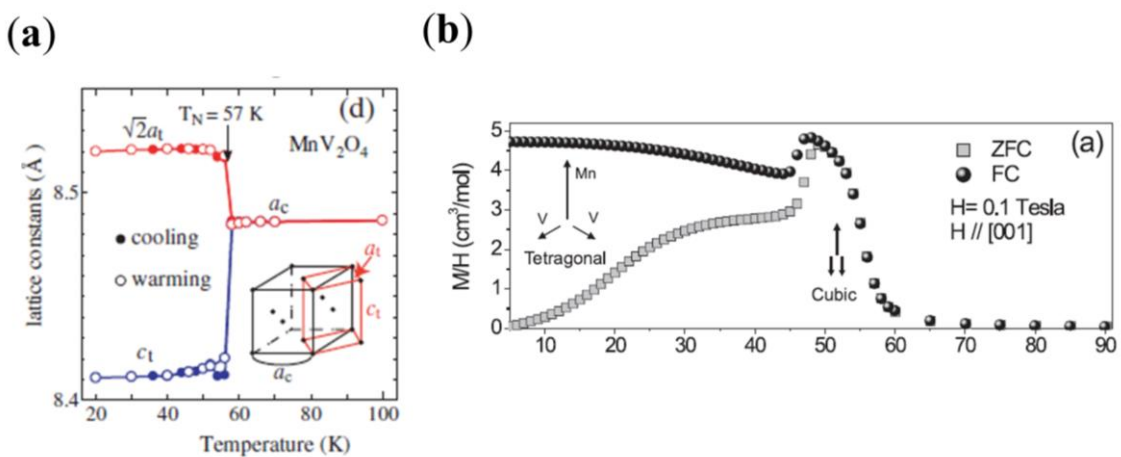 (a)
(b)
(d)
T_N = 57 K
√2a_t
MnV₂O₄
lattice constants (Å)
8.5
8.4
a_c
cooling
warming
a_t
c_t
a_c
c_t
20 40 60 80 100
Temperature (K)
(a)
ZFC
FC
H= 0.1 Tesla
H // [001]
M/H (cm³/mol)
5
4
3
2
1
0
Mn
V V
Tetragonal
Cubic
10 20 30 40 50 60 70 80 90